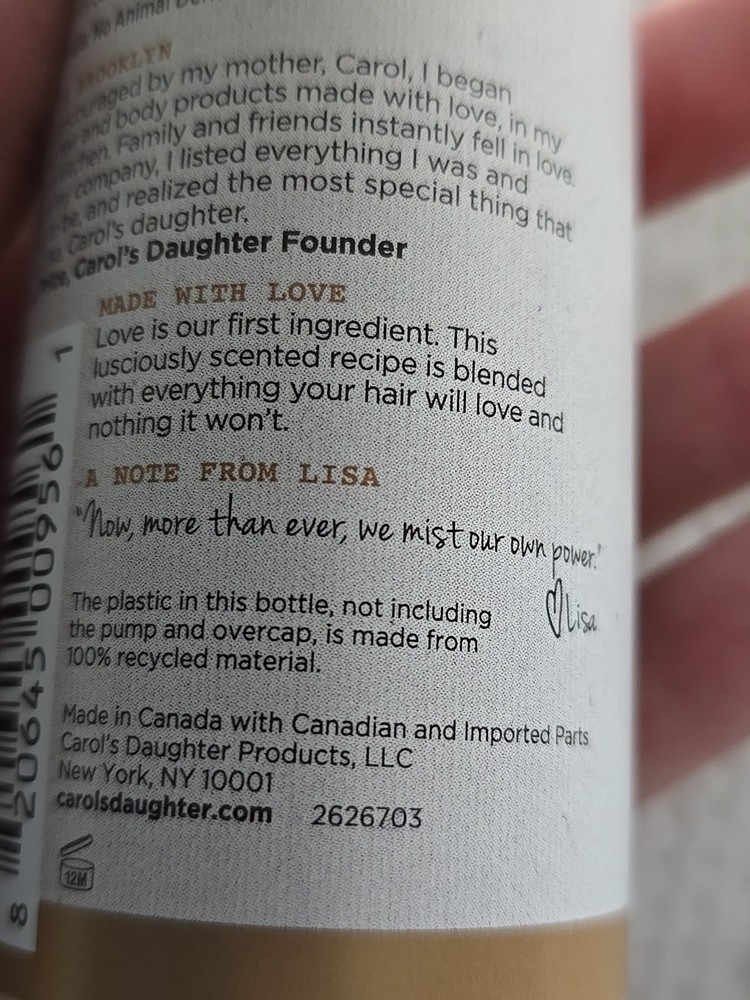 No Animal
BROOKLYN
by my mother, Carol, I began
and body products made with love, in my
Family and friends instantly fell in love.
company, I listed everything I was and
be, and realized the most special thing that
Carol's daughter.
Carol's Daughter Founder
MADE WITH LOVE
Love is our first ingredient. This
lusciously scented recipe is blended
with everything your hair will love and
nothing it won't.
A NOTE FROM LISA
"Now, more than ever, we mist our own power."
Lisa
The plastic in this bottle, not including
the pump and overcap, is made from
100% recycled material.
Made in Canada with Canadian and Imported Parts
Carol's Daughter Products, LLC
New York, NY 10001
carolsdaughter.com 2626703
12M
8 20645 00956 1